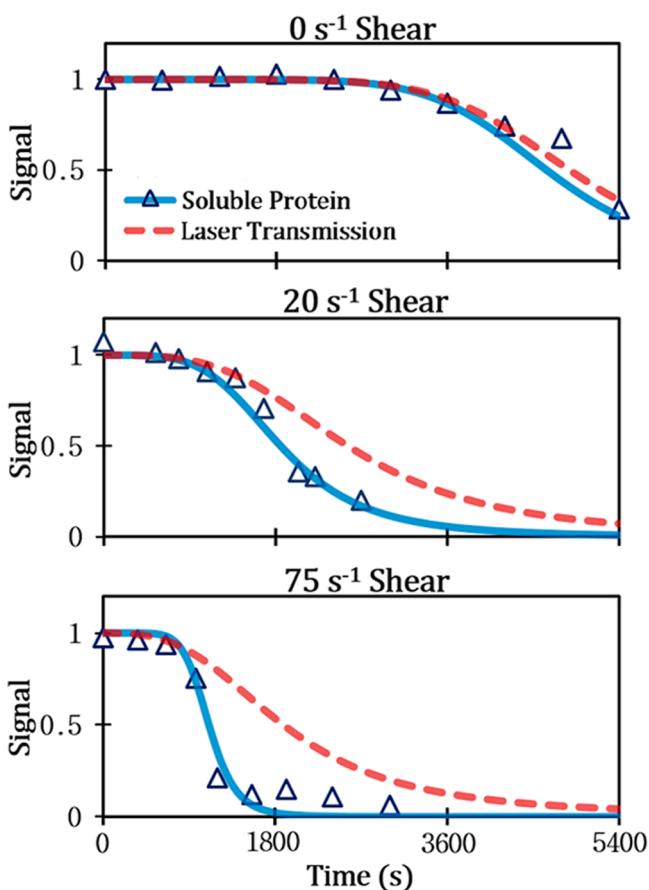 0 s⁻¹ Shear
1
0.5
0
Signal
Soluble Protein
Laser Transmission
20 s⁻¹ Shear
1
0.5
0
Signal
75 s⁻¹ Shear
1
0.5
0
Signal
0 1800 3600 5400
Time (s)